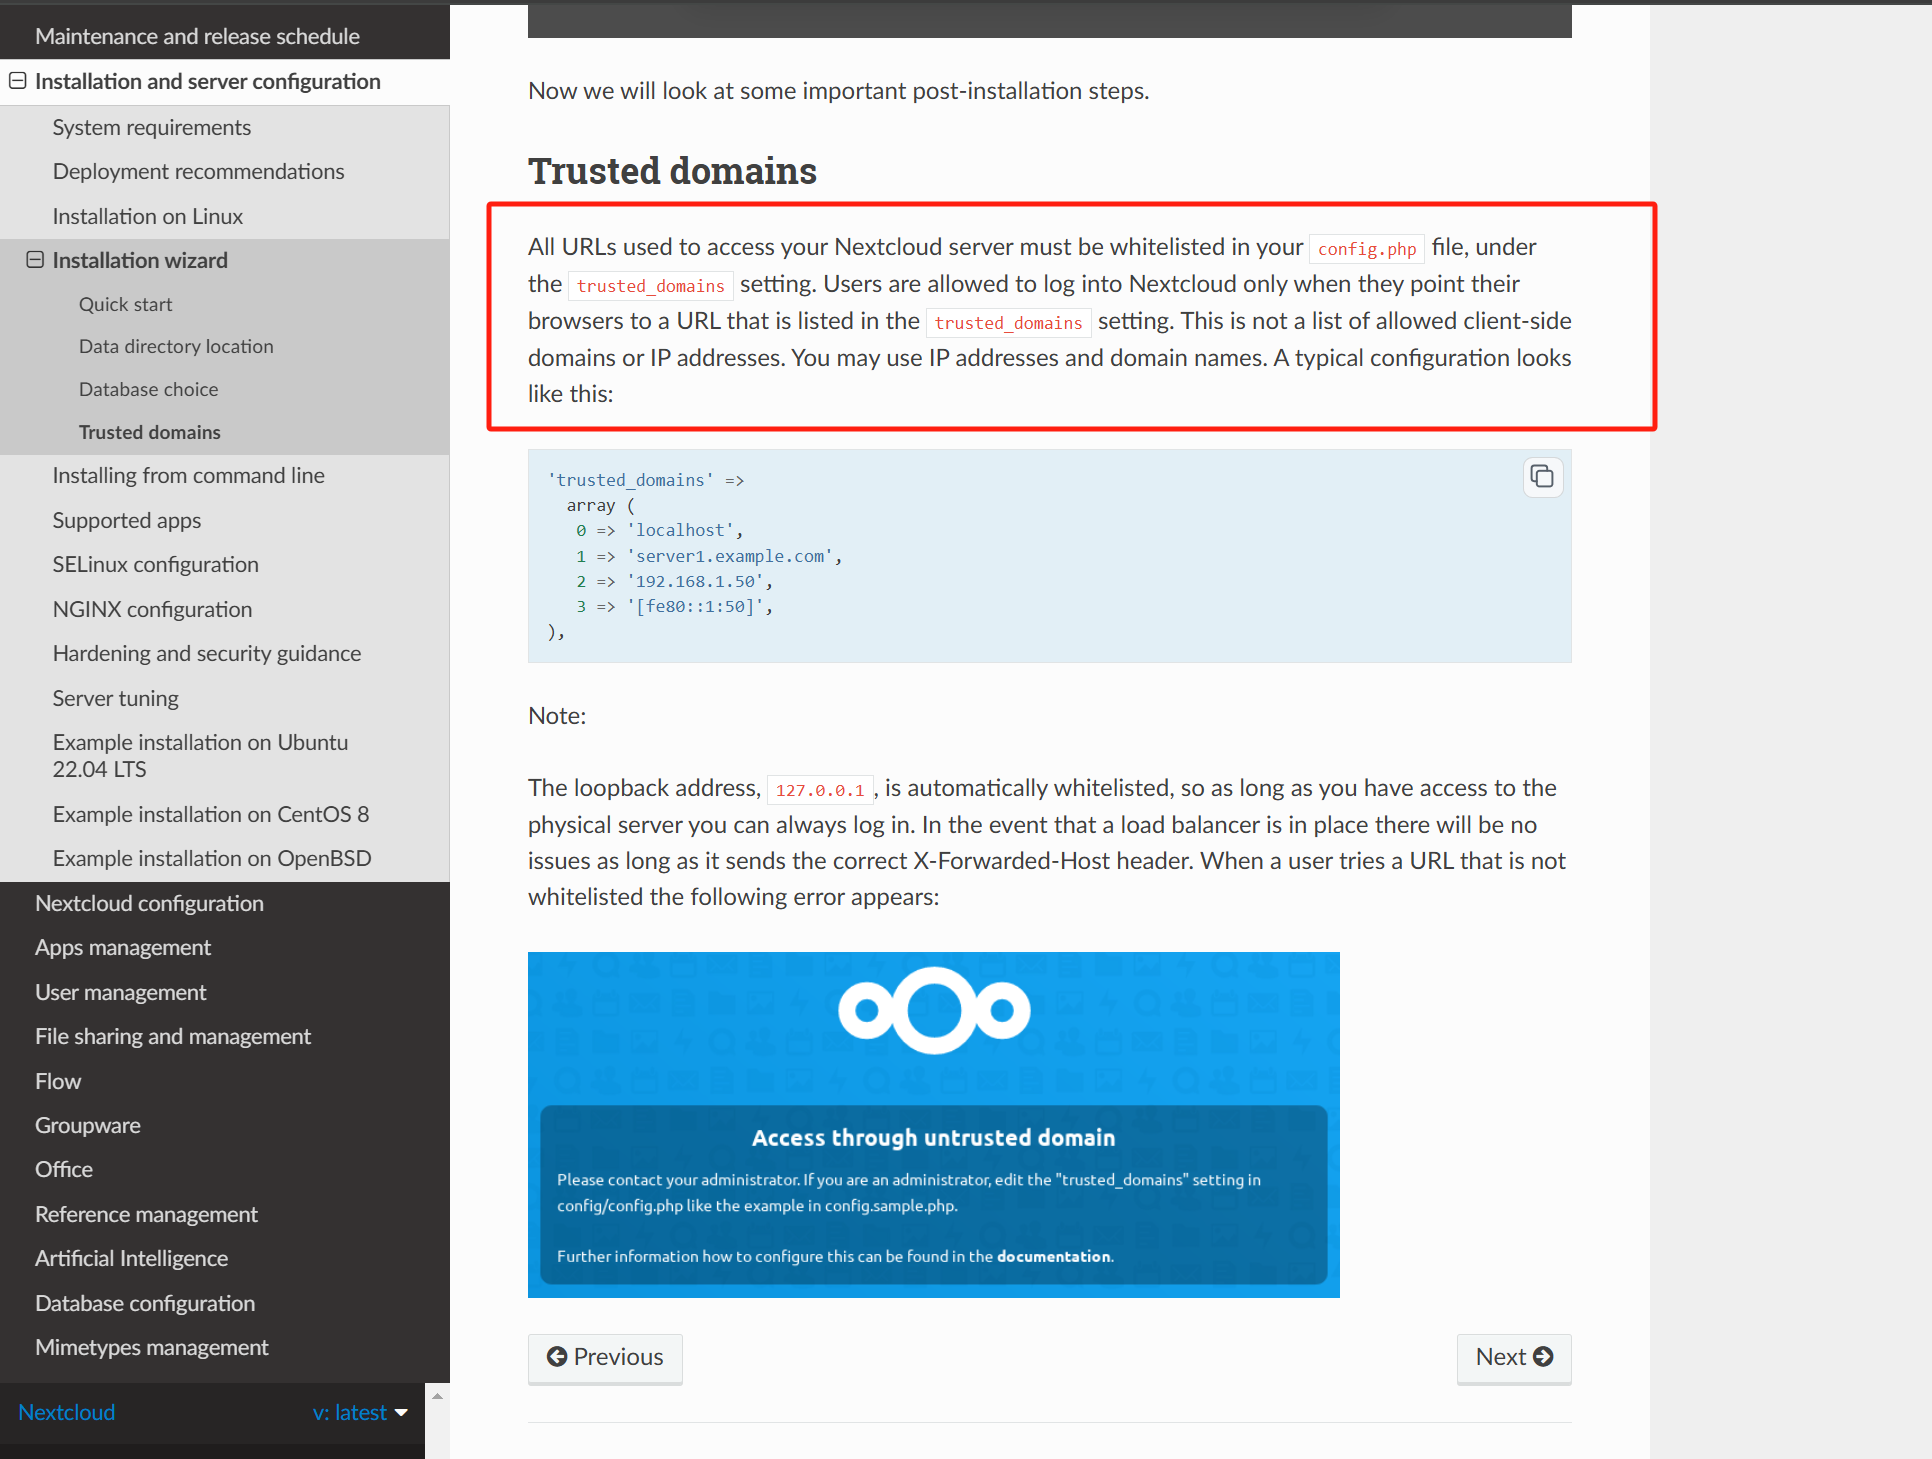 Maintenance and release schedule
Installation and server configuration
System requirements
Deployment recommendations
Installation on Linux
Installation wizard
Quick start
Data directory location
Database choice
Trusted domains
Installing from command line
Supported apps
SELinux configuration
NGINX configuration
Hardening and security guidance
Server tuning
Example installation on Ubuntu
22.04 LTS
Example installation on CentOS 8
Example installation on OpenBSD
Nextcloud configuration
Apps management
User management
File sharing and management
Flow
Groupware
Office
Reference management
Artificial Intelligence
Database configuration
Mimetypes management
Nextcloud v: latest
Now we will look at some important post-installation steps.
Trusted domains
All URLs used to access your Nextcloud server must be whitelisted in your config.php file, under
the trusted_domains setting. Users are allowed to log into Nextcloud only when they point their
browsers to a URL that is listed in the trusted_domains setting. This is not a list of allowed client-side
domains or IP addresses. You may use IP addresses and domain names. A typical configuration looks
like this:
'trusted_domains' =>
array (
0 => 'localhost',
1 => 'server1.example.com',
2 => '192.168.1.50',
3 => '[fe80::1:50]',
),
Note:
The loopback address, 127.0.0.1, is automatically whitelisted, so as long as you have access to the
physical server you can always log in. In the event that a load balancer is in place there will be no
issues as long as it sends the correct X-Forwarded-Host header. When a user tries a URL that is not
whitelisted the following error appears:
Access through untrusted domain
Please contact your administrator. If you are an administrator, edit the "trusted_domains" setting in
config/config.php like the example in config.sample.php.
Further information how to configure this can be found in the documentation.
Previous
Next